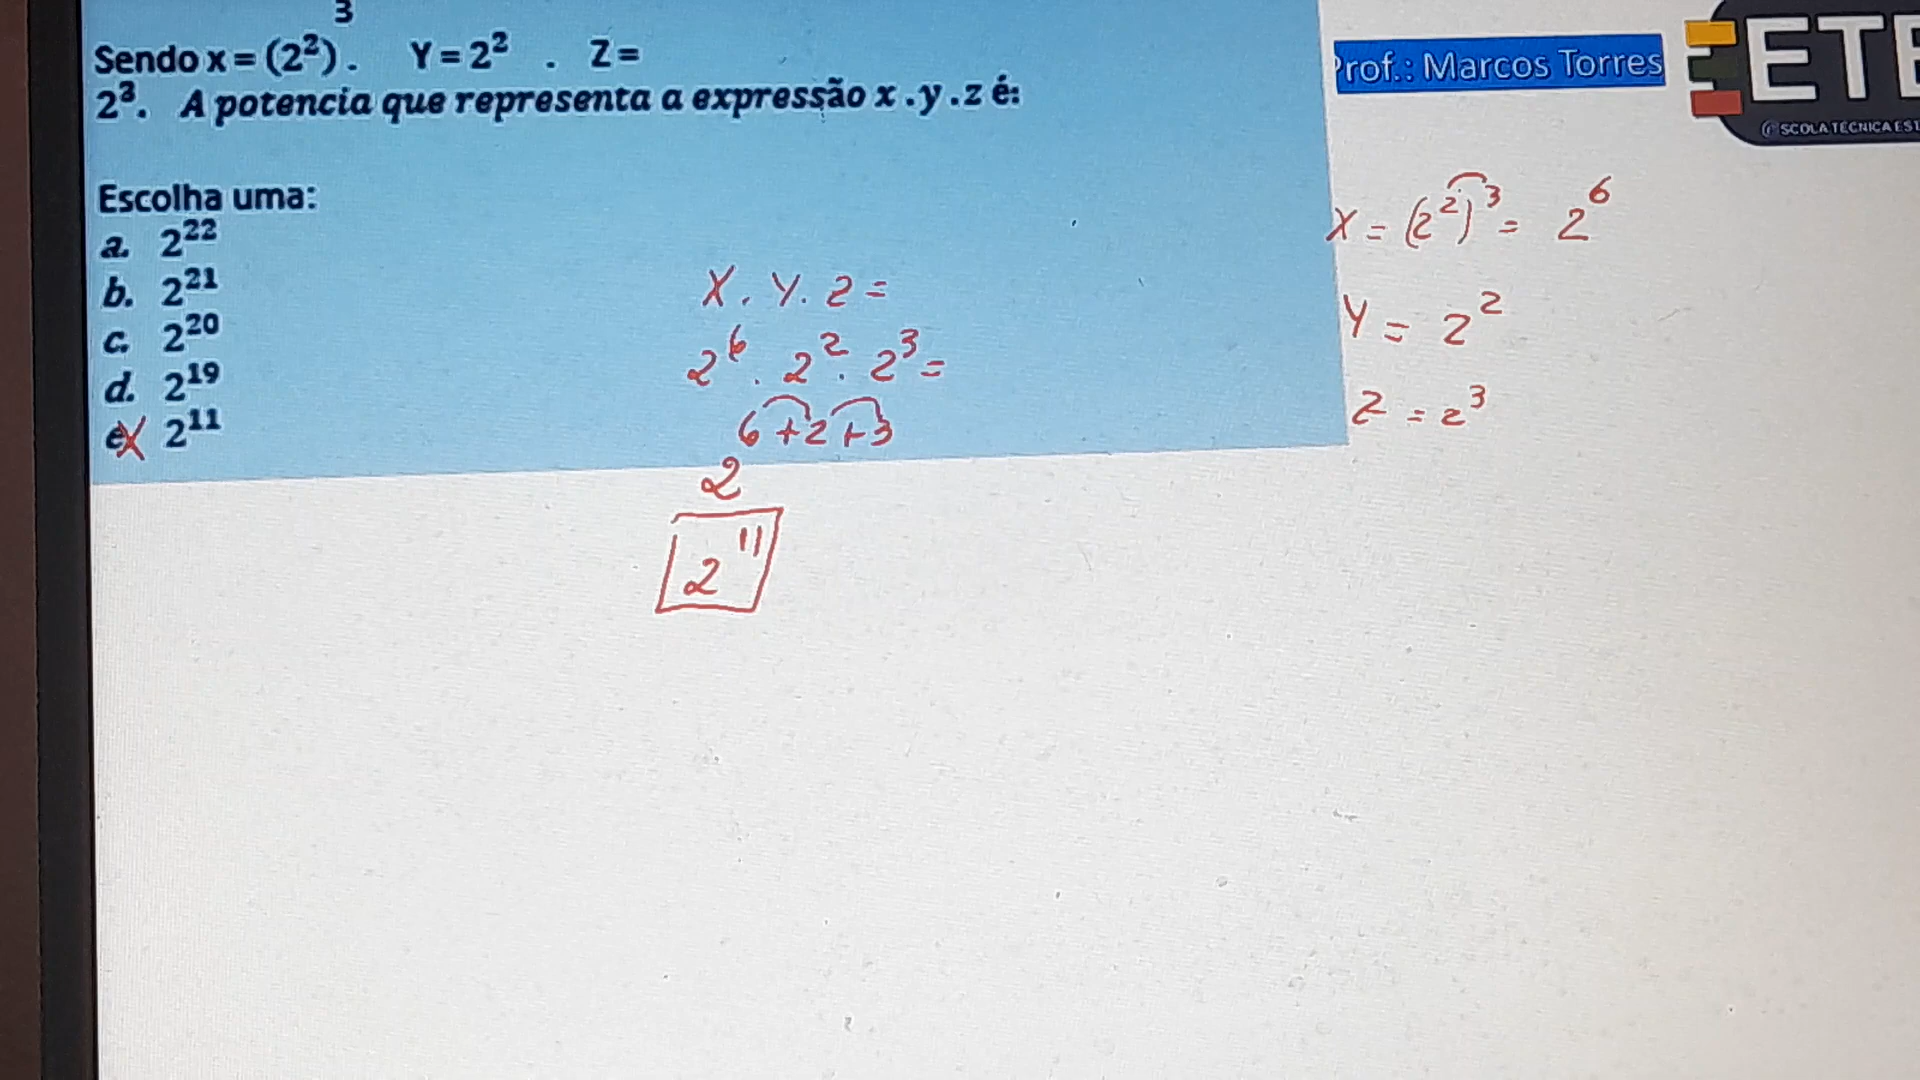 3
Sendo x = (2²) . Y = 2² . Z =
2³. A potencia que representa a expressão x . y . z é:
Escolha uma:
a. 2²²
b. 2²¹
c. 2²⁰
d. 2¹⁹
e. 2¹¹
X . Y . Z =
2⁶ . 2² . 2³ =
6+2+3
2
2¹¹
Prof.: Marcos Torres
ETE
ESCOLA TÉCNICA EST
X = (2²)³ = 2⁶
Y = 2²
Z = 2³